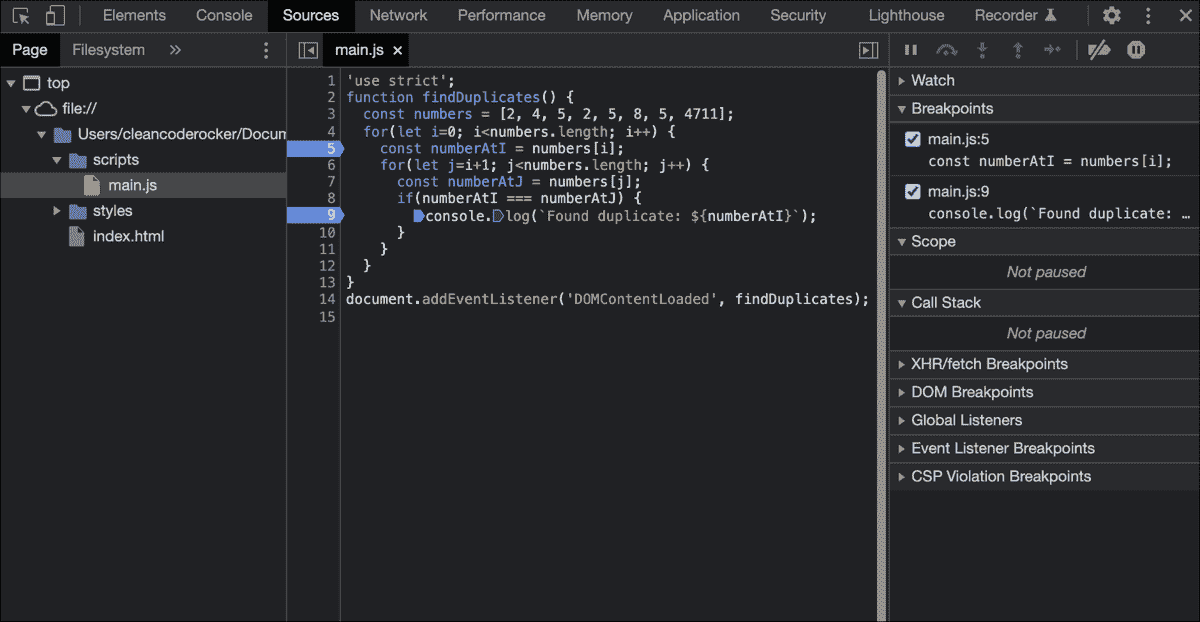 Elements Console Sources Network Performance Memory Application Security Lighthouse Recorder
Page Filesystem »
top
file://
Users/cleancoderocker/Docum
scripts
main.js
styles
index.html
main.js ×
1 'use strict';
2 function findDuplicates() {
3 const numbers = [2, 4, 5, 2, 5, 8, 5, 4711];
4 for(let i=0; i<numbers.length; i++) {
5 const numberAtI = numbers[i];
6 for(let j=i+1; j<numbers.length; j++) {
7 const numberAtJ = numbers[j];
8 if(numberAtI === numberAtJ) {
9 console.log(`Found duplicate: ${numberAtI}`);
10 }
11 }
12 }
13 }
14 document.addEventListener('DOMContentLoaded', findDuplicates);
15
Watch
Breakpoints
main.js:5
const numberAtI = numbers[i];
main.js:9
console.log(`Found duplicate: …
Scope
Not paused
Call Stack
Not paused
XHR/fetch Breakpoints
DOM Breakpoints
Global Listeners
Event Listener Breakpoints
CSP Violation Breakpoints